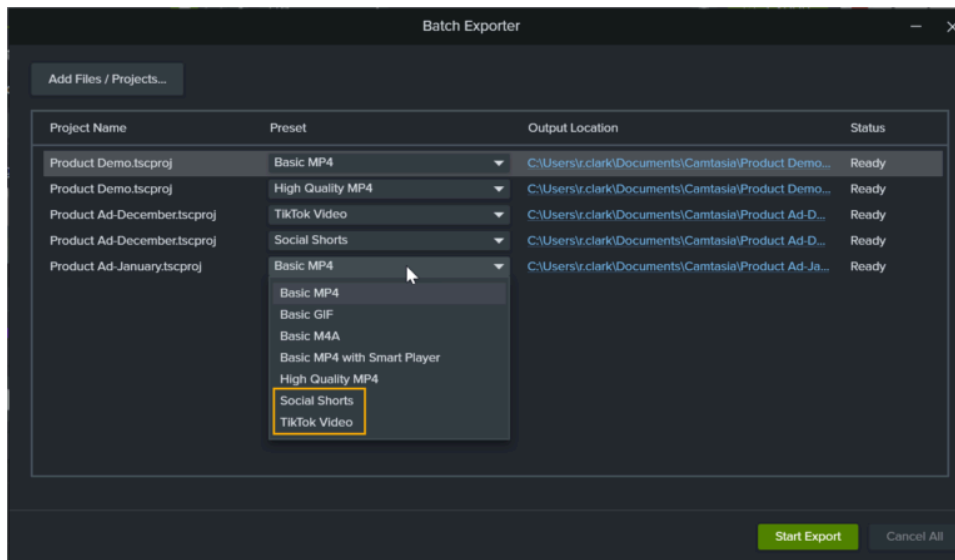 Batch Exporter
Add Files / Projects...
Project Name Preset Output Location Status
Product Demo.tscproj Basic MP4 C:\Users\r.clark\Documents\Camtasia\Product Demo... Ready
Product Demo.tscproj High Quality MP4 C:\Users\r.clark\Documents\Camtasia\Product Demo... Ready
Product Ad-December.tscproj TikTok Video C:\Users\r.clark\Documents\Camtasia\Product Ad-D... Ready
Product Ad-December.tscproj Social Shorts C:\Users\r.clark\Documents\Camtasia\Product Ad-D... Ready
Product Ad-January.tscproj Basic MP4 C:\Users\r.clark\Documents\Camtasia\Product Ad-Ja... Ready
Basic MP4
Basic GIF
Basic M4A
Basic MP4 with Smart Player
High Quality MP4
Social Shorts
TikTok Video
Start Export Cancel All